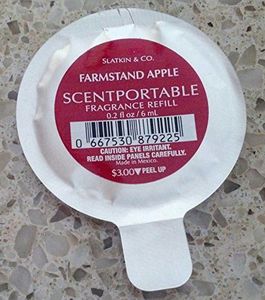 SLATKIN & CO.
FARMSTAND APPLE
SCENTPORTABLE
FRAGRANCE REFILL
0.2 fl oz / 6 mL
0 667530 879225
CAUTION: EYE IRRITANT.
READ INSIDE PANELS CAREFULLY.
Made in Mexico.
$3.00▼PEEL UP